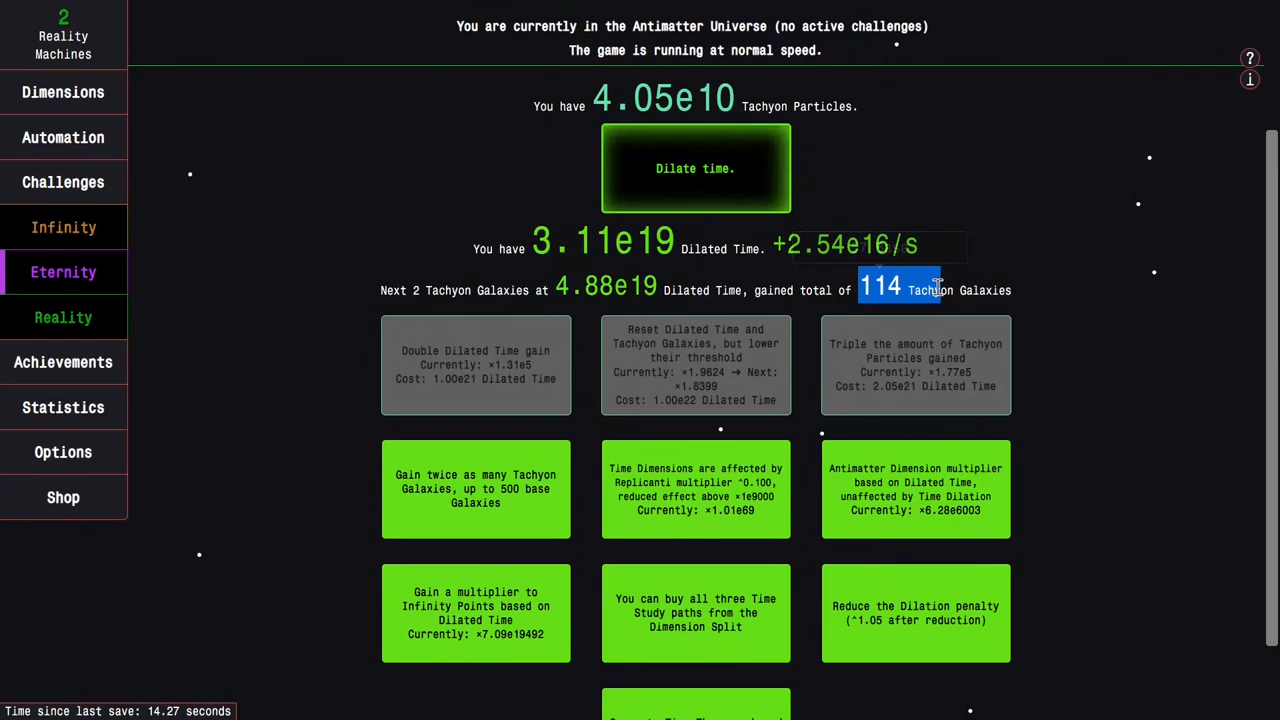 2
Reality
Machines
Dimensions
Automation
Challenges
Infinity
Eternity
Reality
Achievements
Statistics
Options
Shop
You are currently in the Antimatter Universe (no active challenges)
The game is running at normal speed.
?
i
You have 4.05e10 Tachyon Particles.
Dilate time.
You have 3.11e19 Dilated Time. +2.54e16/s
Next 2 Tachyon Galaxies at 4.88e19 Dilated Time, gained total of 114 Tachyon Galaxies
Double Dilated Time gain
Currently: ×1.31e5
Cost: 1.00e21 Dilated Time
Reset Dilated Time and
Tachyon Galaxies, but lower
their threshold
Currently: ×1.9624 ➜ Next:
×1.8399
Cost: 1.00e22 Dilated Time
Triple the amount of Tachyon
Particles gained
Currently: ×1.77e5
Cost: 2.05e21 Dilated Time
Gain twice as many Tachyon
Galaxies, up to 500 base
Galaxies
Time Dimensions are affected by
Replicanti multiplier ^0.100,
reduced effect above ×1e9000
Currently: ×1.01e69
Antimatter Dimension multiplier
based on Dilated Time,
unaffected by Time Dilation
Currently: ×6.28e6003
Gain a multiplier to
Infinity Points based on
Dilated Time
Currently: ×7.09e19492
You can buy all three Time
Study paths from the
Dimension Split
Reduce the Dilation penalty
(^1.05 after reduction)
Time since last save: 14.27 seconds